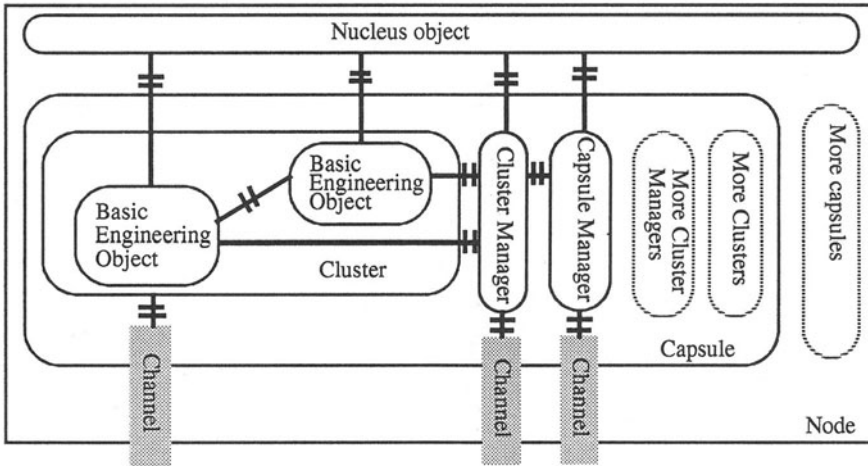 Nucleus object
Basic
Engineering
Object
Basic
Engineering
Object
Cluster
Cluster Manager
Capsule Manager
More Cluster
Managers
More Clusters
More capsules
Capsule
Channel
Channel
Channel
Node